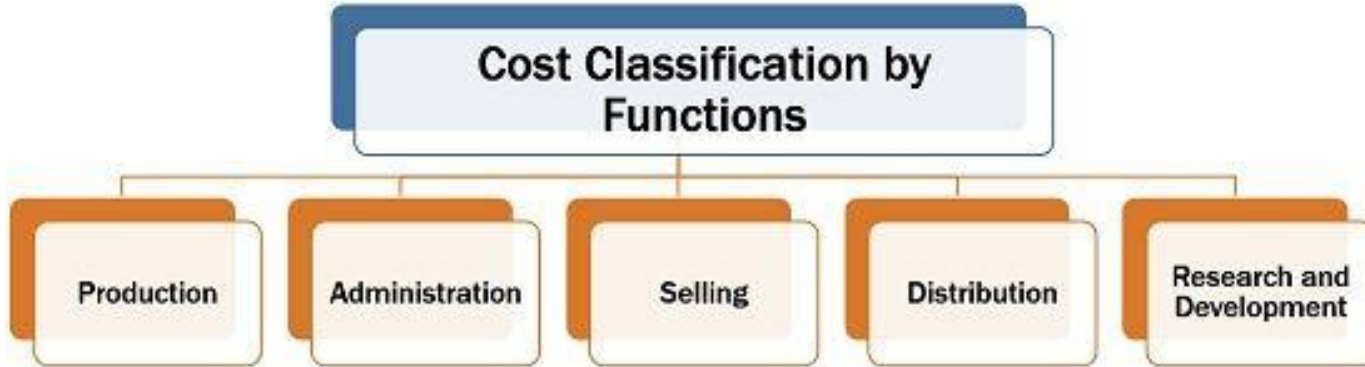 Cost Classification by
Functions
Production
Administration
Selling
Distribution
Research and
Development